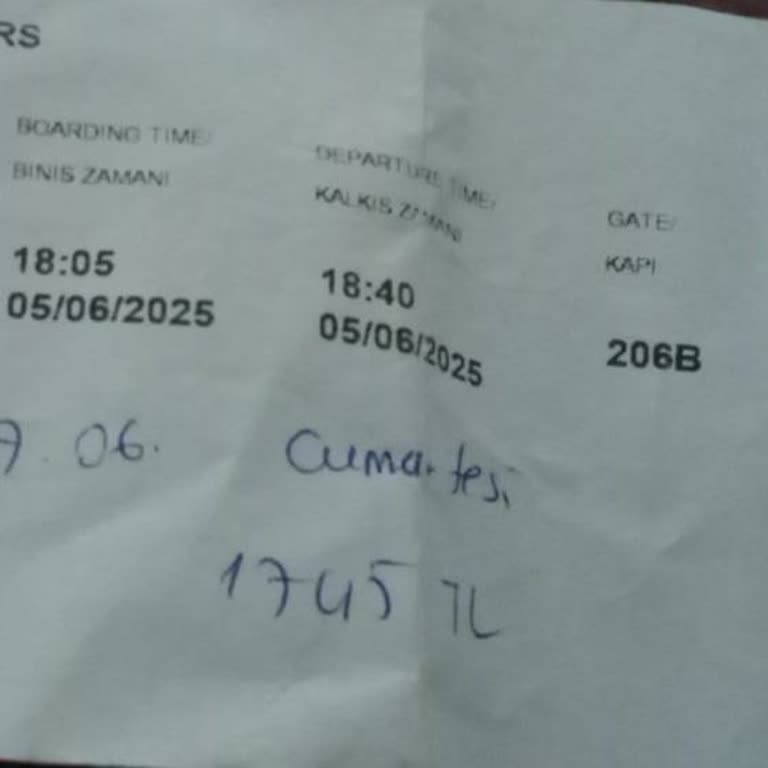 RS
BOARDING TIME/
BINIS ZAMANI
DEPARTURE TIME/
KALKIS ZAMANI
GATE/
KAPI
18:05
05/06/2025
18:40
05/06/2025
206B
7.06. Cumartesi
1745 TL